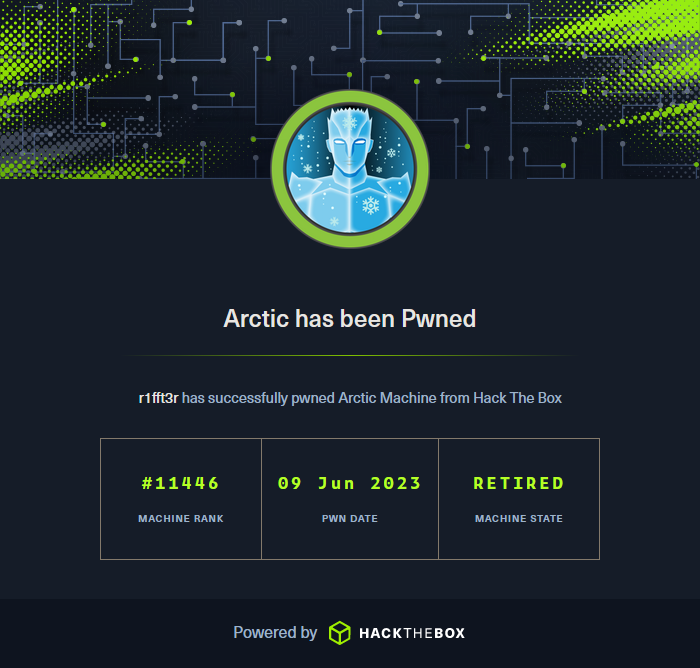 Arctic has been Pwned
r1fft3r has successfully pwned Arctic Machine from Hack The Box
#11446
MACHINE RANK
09 Jun 2023
PWN DATE
RETIRED
MACHINE STATE
Powered by HACKTHEBOX